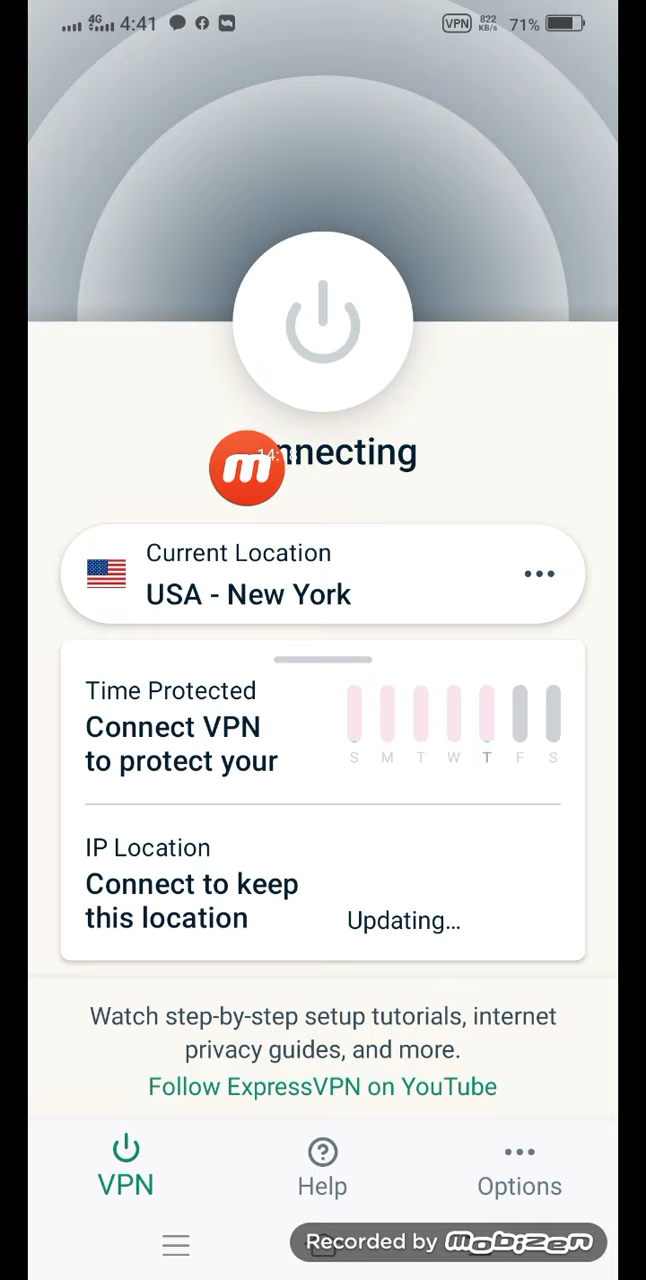 4G 4:41 VPN 822 KB/s 71%
nnecting
Current Location
USA - New York
Time Protected
Connect VPN
to protect your
S M T W T F S
IP Location
Connect to keep
this location
Updating...
Watch step-by-step setup tutorials, internet
privacy guides, and more.
Follow ExpressVPN on YouTube
VPN
Help
Options
Recorded by mobizen